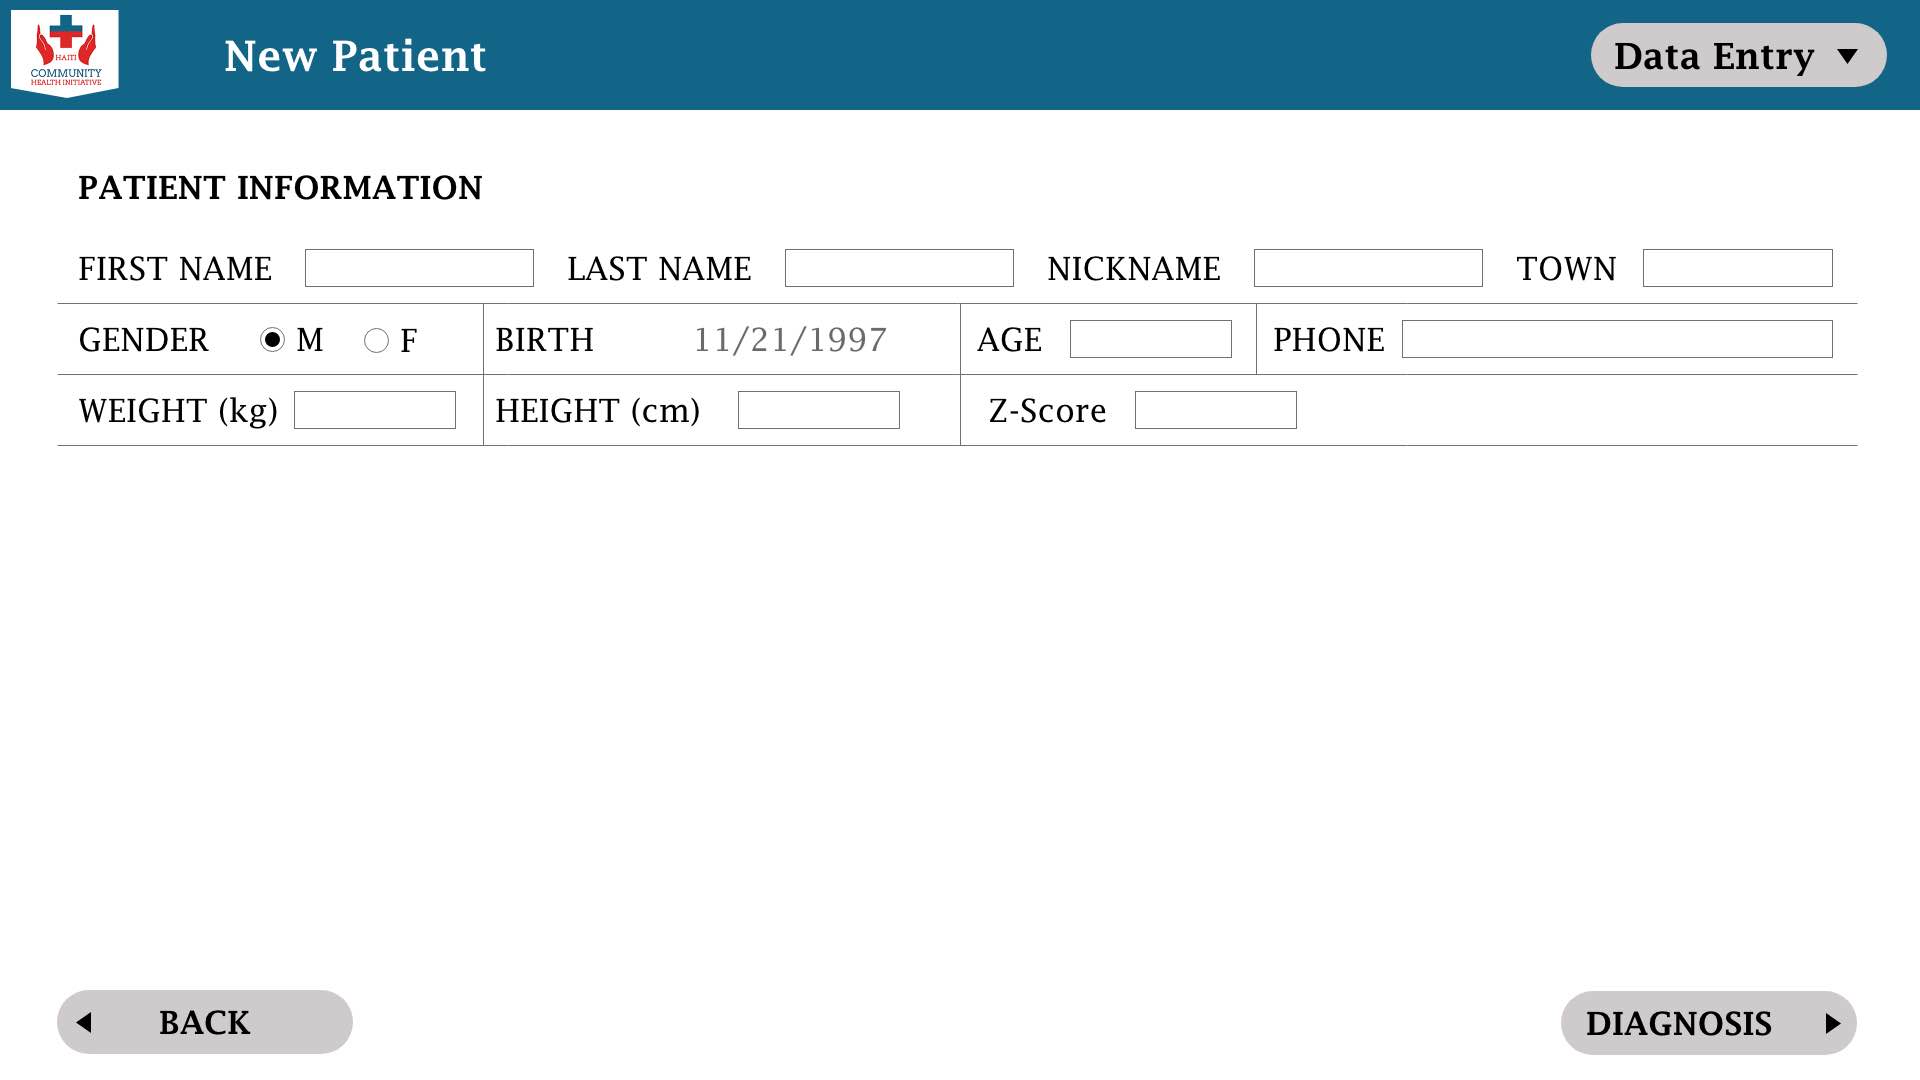 HAITI
COMMUNITY
HEALTH INITIATIVE
New Patient
Data Entry
PATIENT INFORMATION
FIRST NAME LAST NAME NICKNAME TOWN
GENDER M F BIRTH 11/21/1997 AGE PHONE
WEIGHT (kg) HEIGHT (cm) Z-Score
BACK DIAGNOSIS